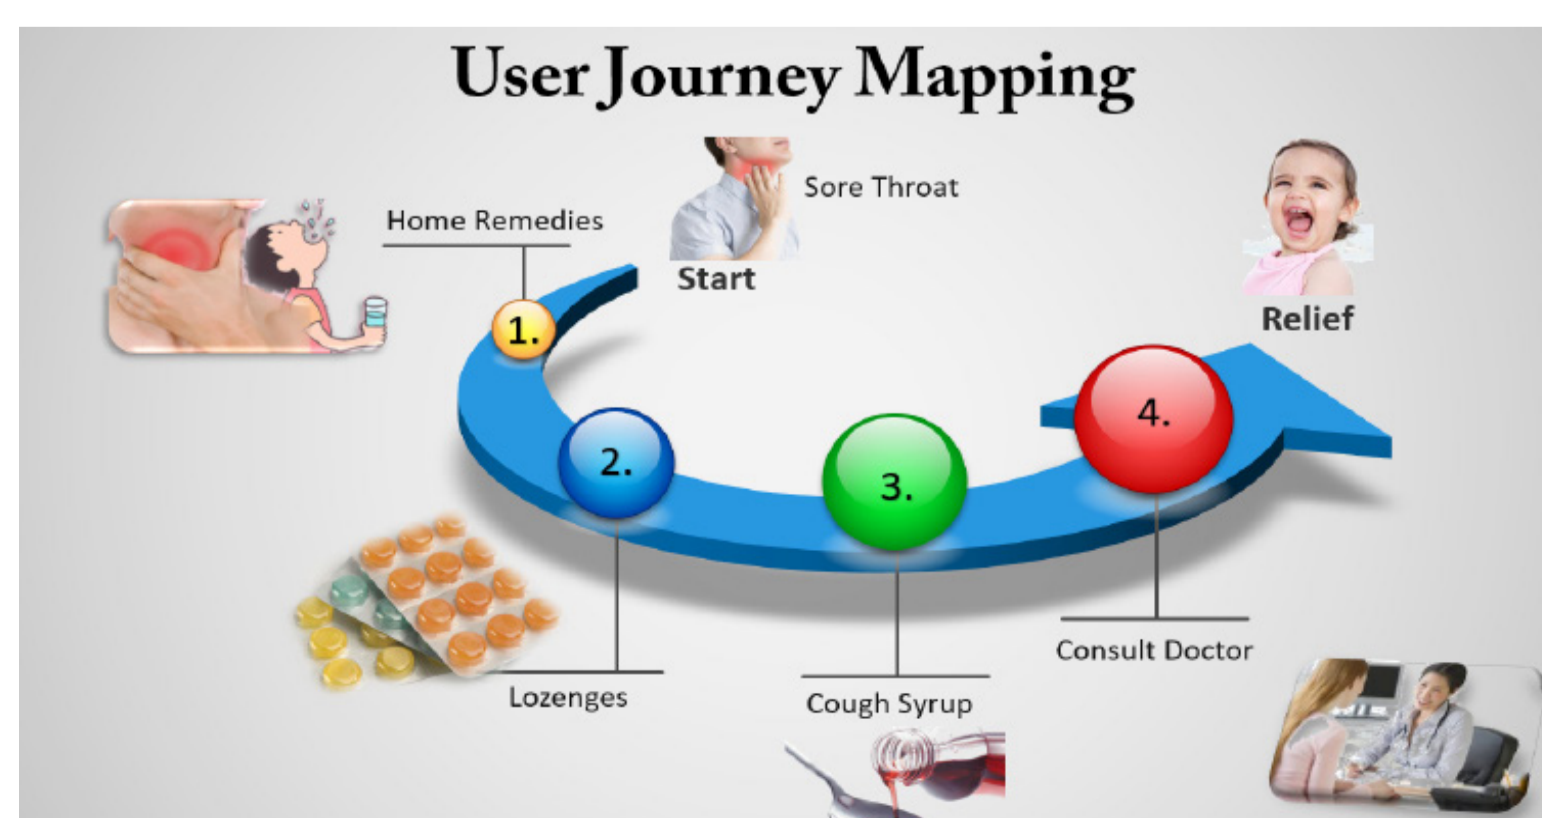 User Journey Mapping
Sore Throat
Home Remedies
Start
Relief
1.
2.
3.
4.
Consult Doctor
Lozenges
Cough Syrup